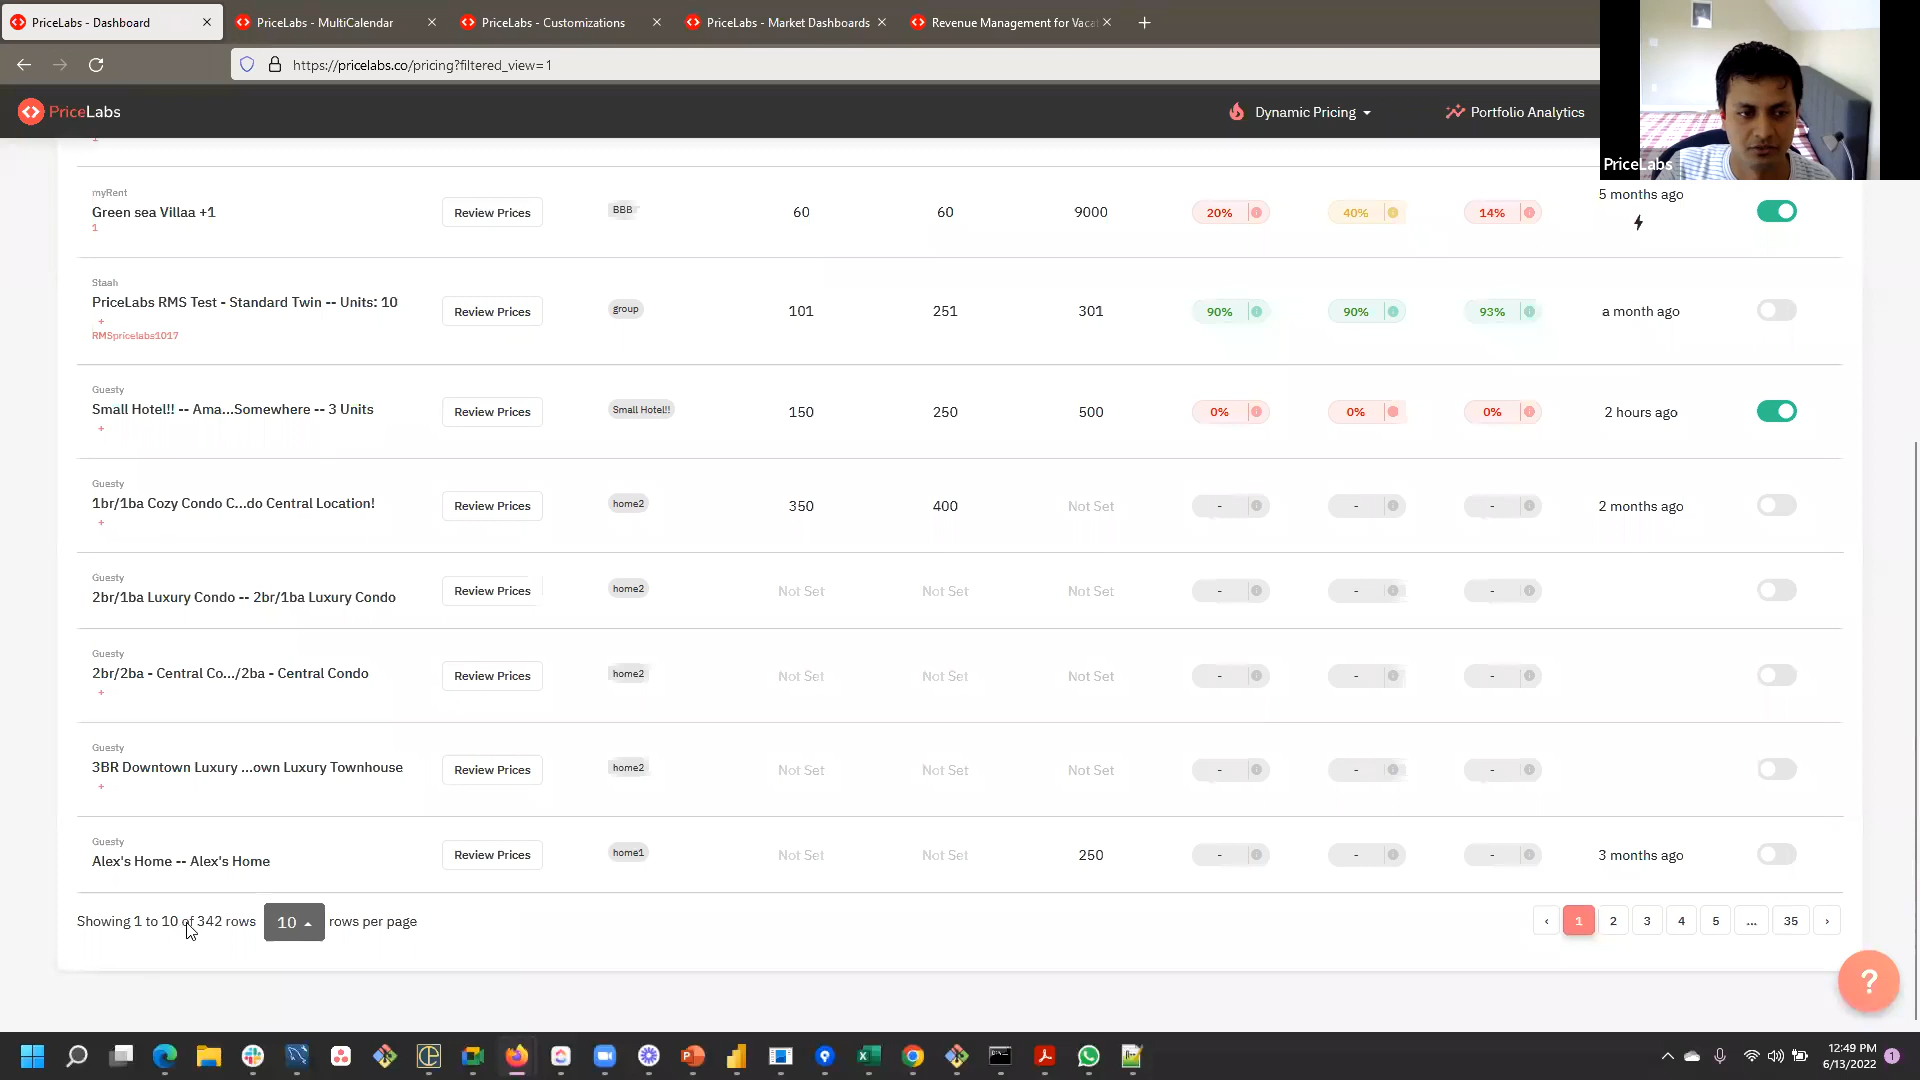 PriceLabs - Dashboard
PriceLabs - MultiCalendar
PriceLabs - Customizations
PriceLabs - Market Dashboards
Revenue Management for Vaca
https://pricelabs.co/pricing?filtered_view=1
PriceLabs
Dynamic Pricing
Portfolio Analytics
PriceLabs
1
myRent
Green sea Villaa +1
1
Review Prices
BBB
60
60
9000
20%
40%
14%
5 months ago
Staah
PriceLabs RMS Test - Standard Twin -- Units: 10
+
RMSpricelabs1017
Review Prices
group
101
251
301
90%
90%
93%
a month ago
Guesty
Small Hotel!! -- Ama...Somewhere -- 3 Units
+
Review Prices
Small Hotel!!
150
250
500
0%
0%
0%
2 hours ago
Guesty
1br/1ba Cozy Condo C...do Central Location!
+
Review Prices
home2
350
400
Not Set
-
-
-
2 months ago
Guesty
2br/1ba Luxury Condo -- 2br/1ba Luxury Condo
Review Prices
home2
Not Set
Not Set
Not Set
-
-
-
Guesty
2br/2ba - Central Co.../2ba - Central Condo
+
Review Prices
home2
Not Set
Not Set
Not Set
-
-
-
Guesty
3BR Downtown Luxury ...own Luxury Townhouse
+
Review Prices
home2
Not Set
Not Set
Not Set
-
-
-
Guesty
Alex's Home -- Alex's Home
Review Prices
home1
Not Set
Not Set
250
-
-
-
3 months ago
Showing 1 to 10 of 342 rows
10
rows per page
‹
1
2
3
4
5
...
35
›
?
12:49 PM
6/13/2022
1